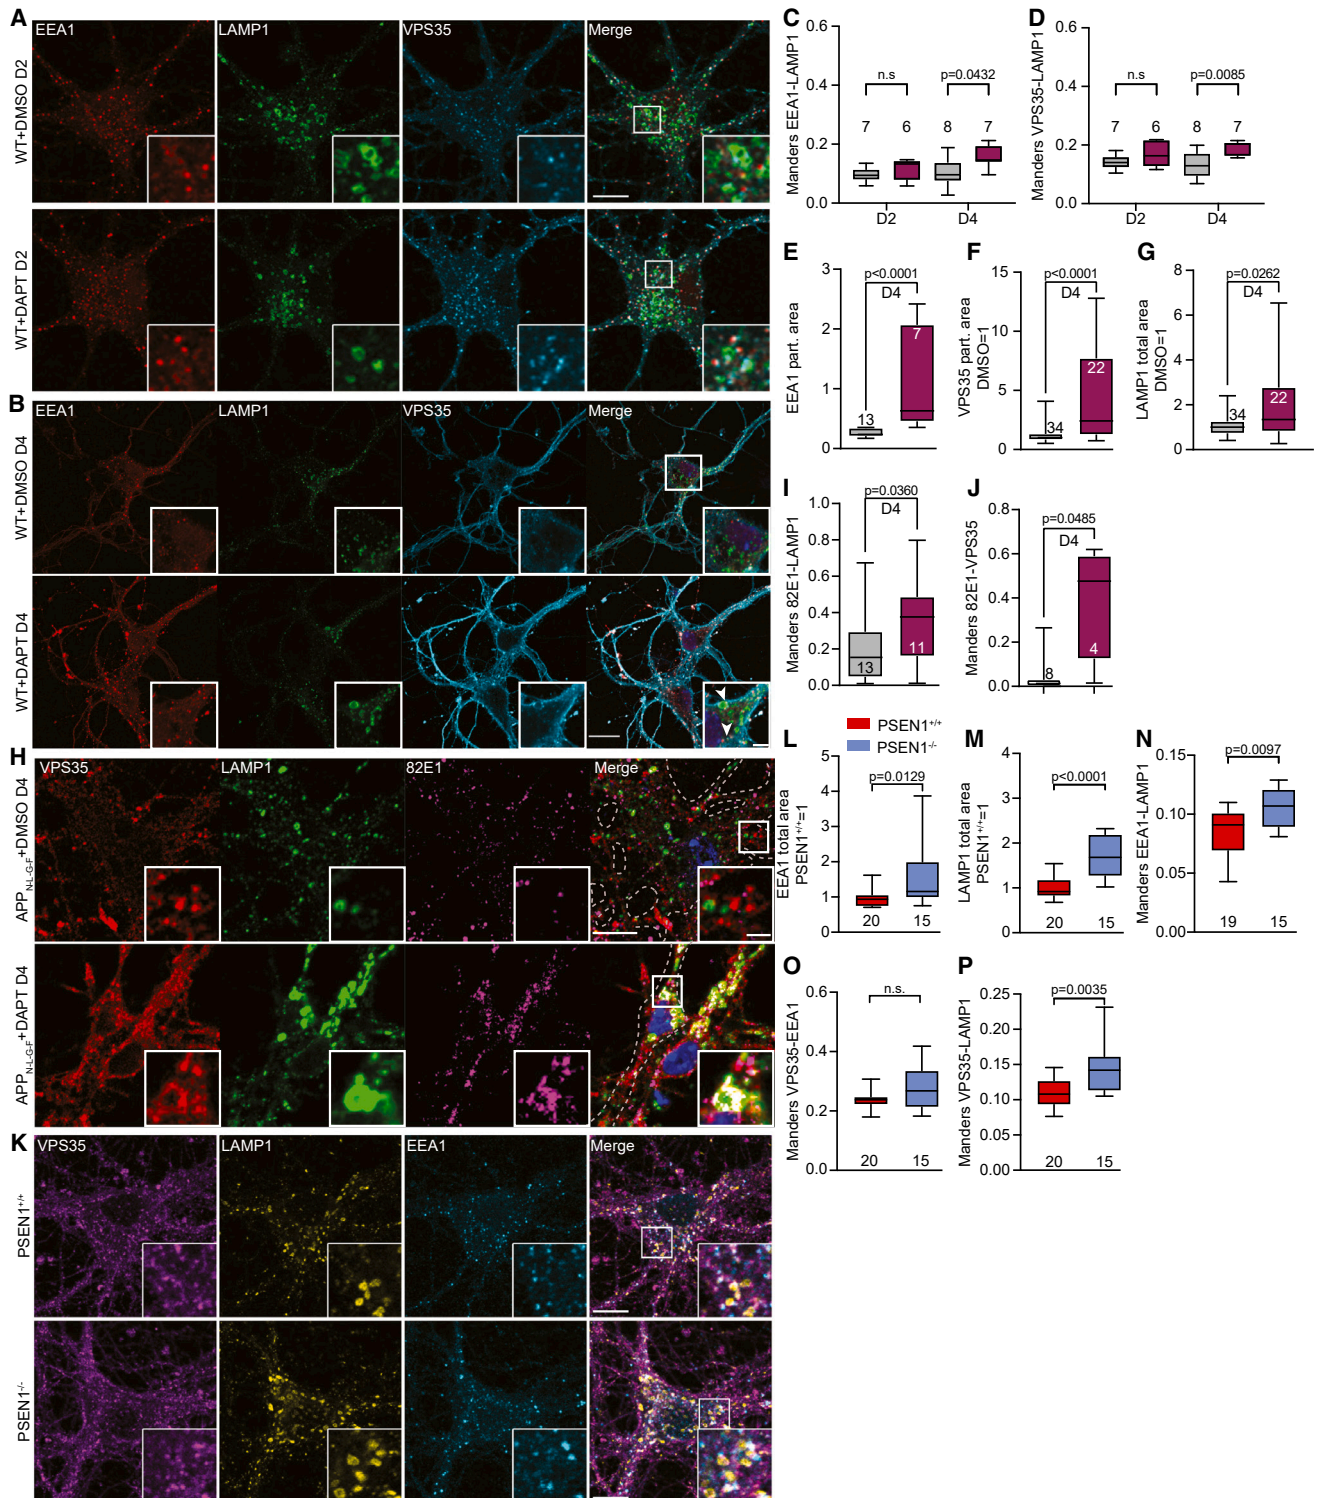 A
EEA1 LAMP1 VPS35 Merge
WT+DMSO D2
WT+DAPT D2
B
EEA1 LAMP1 VPS35 Merge
WT+DMSO D4
WT+DAPT D4
H
VPS35 LAMP1 82E1 Merge
APP N-L-G-F+DMSO D4
APP N-L-G-F+DAPT D4
K
VPS35 LAMP1 EEA1 Merge
PSEN1+/+
PSEN1-/-
C
Manders EEA1-LAMP1
0.6
0.4
0.2
0.0
n.s p=0.0432
7 6 8 7
D2 D4
D
Manders VPS35-LAMP1
0.6
0.4
0.2
0.0
n.s p=0.0085
7 6 8 7
D2 D4
E
EEA1 part. area
3
2
1
0
p<0.0001
D4
13 7
F
VPS35 part. area
DMSO=1
15
10
5
0
p<0.0001
D4
34 22
G
LAMP1 total area
DMSO=1
8
6
4
2
0
p=0.0262
D4
34 22
I
Manders 82E1-LAMP1
1.0
0.8
0.6
0.4
0.2
0.0
p=0.0360
D4
13 11
J
Manders 82E1-VPS35
0.8
0.6
0.4
0.2
0.0
p=0.0485
D4
8 4
PSEN1+/+
PSEN1-/-
L
EEA1 total area
PSEN1+/+=1
5
4
3
2
1
0
p=0.0129
20 15
M
LAMP1 total area
PSEN1+/+=1
4
3
2
1
0
p<0.0001
20 15
N
Manders EEA1-LAMP1
0.15
0.10
0.05
0.00
p=0.0097
19 15
O
Manders VPS35-EEA1
0.6
0.4
0.2
0.0
n.s.
20 15
P
Manders VPS35-LAMP1
0.25
0.20
0.15
0.10
0.05
0.00
p=0.0035
20 15